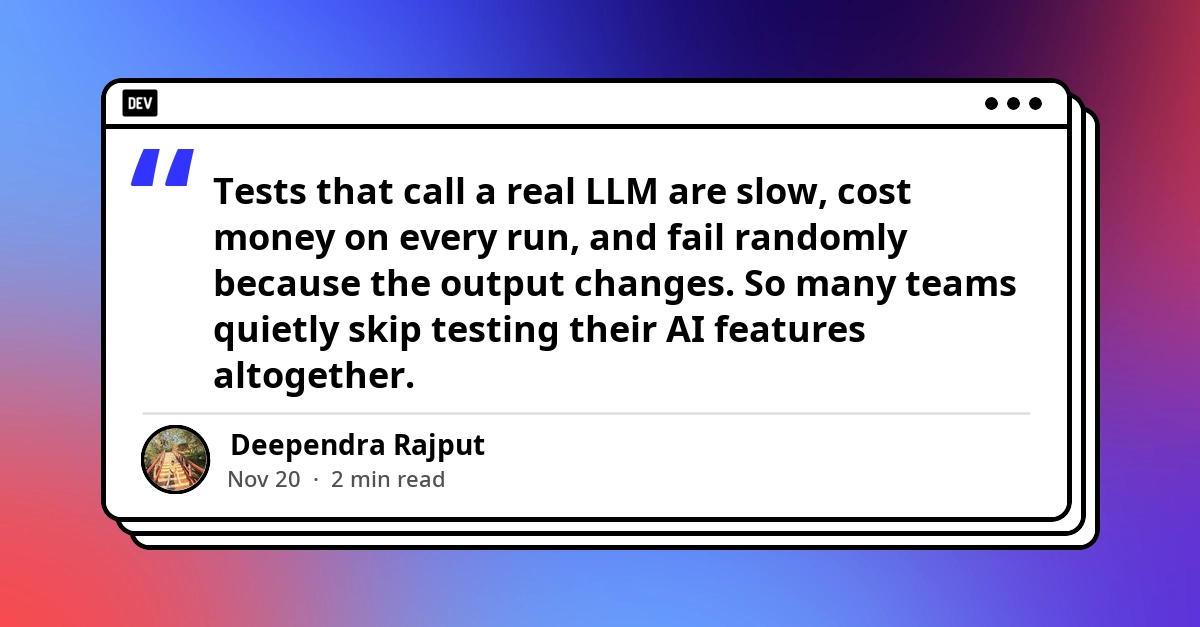 DEV
“
Tests that call a real LLM are slow, cost
money on every run, and fail randomly
because the output changes. So many teams
quietly skip testing their AI features
altogether.
Deependra Rajput
Nov 20 · 2 min read